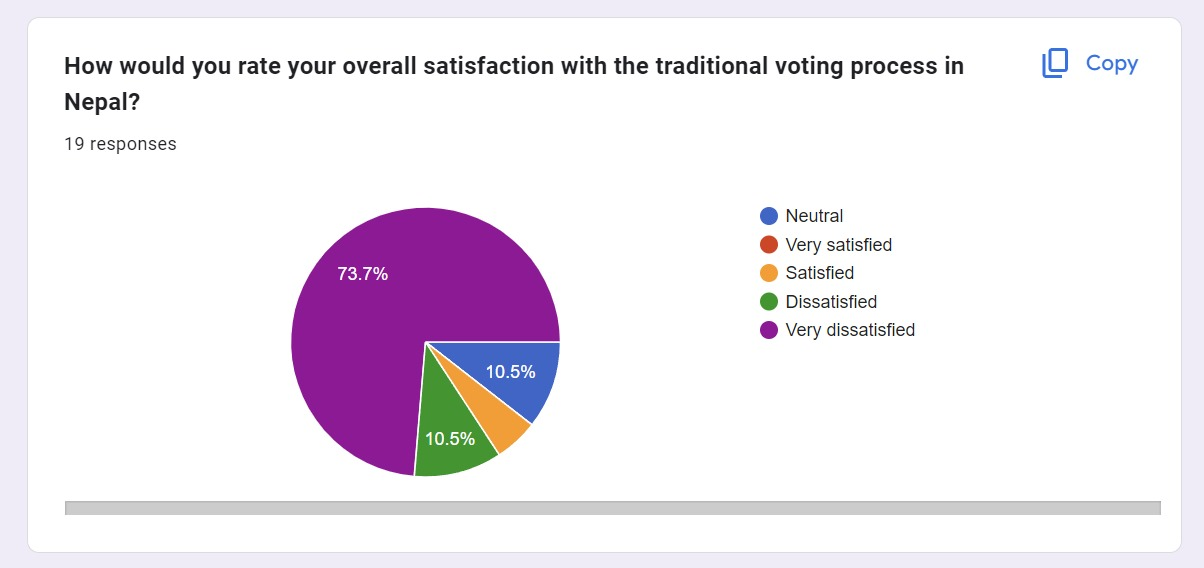 How would you rate your overall satisfaction with the traditional voting process in
Nepal?
Copy
19 responses
73.7%
10.5%
10.5%
Neutral
Very satisfied
Satisfied
Dissatisfied
Very dissatisfied